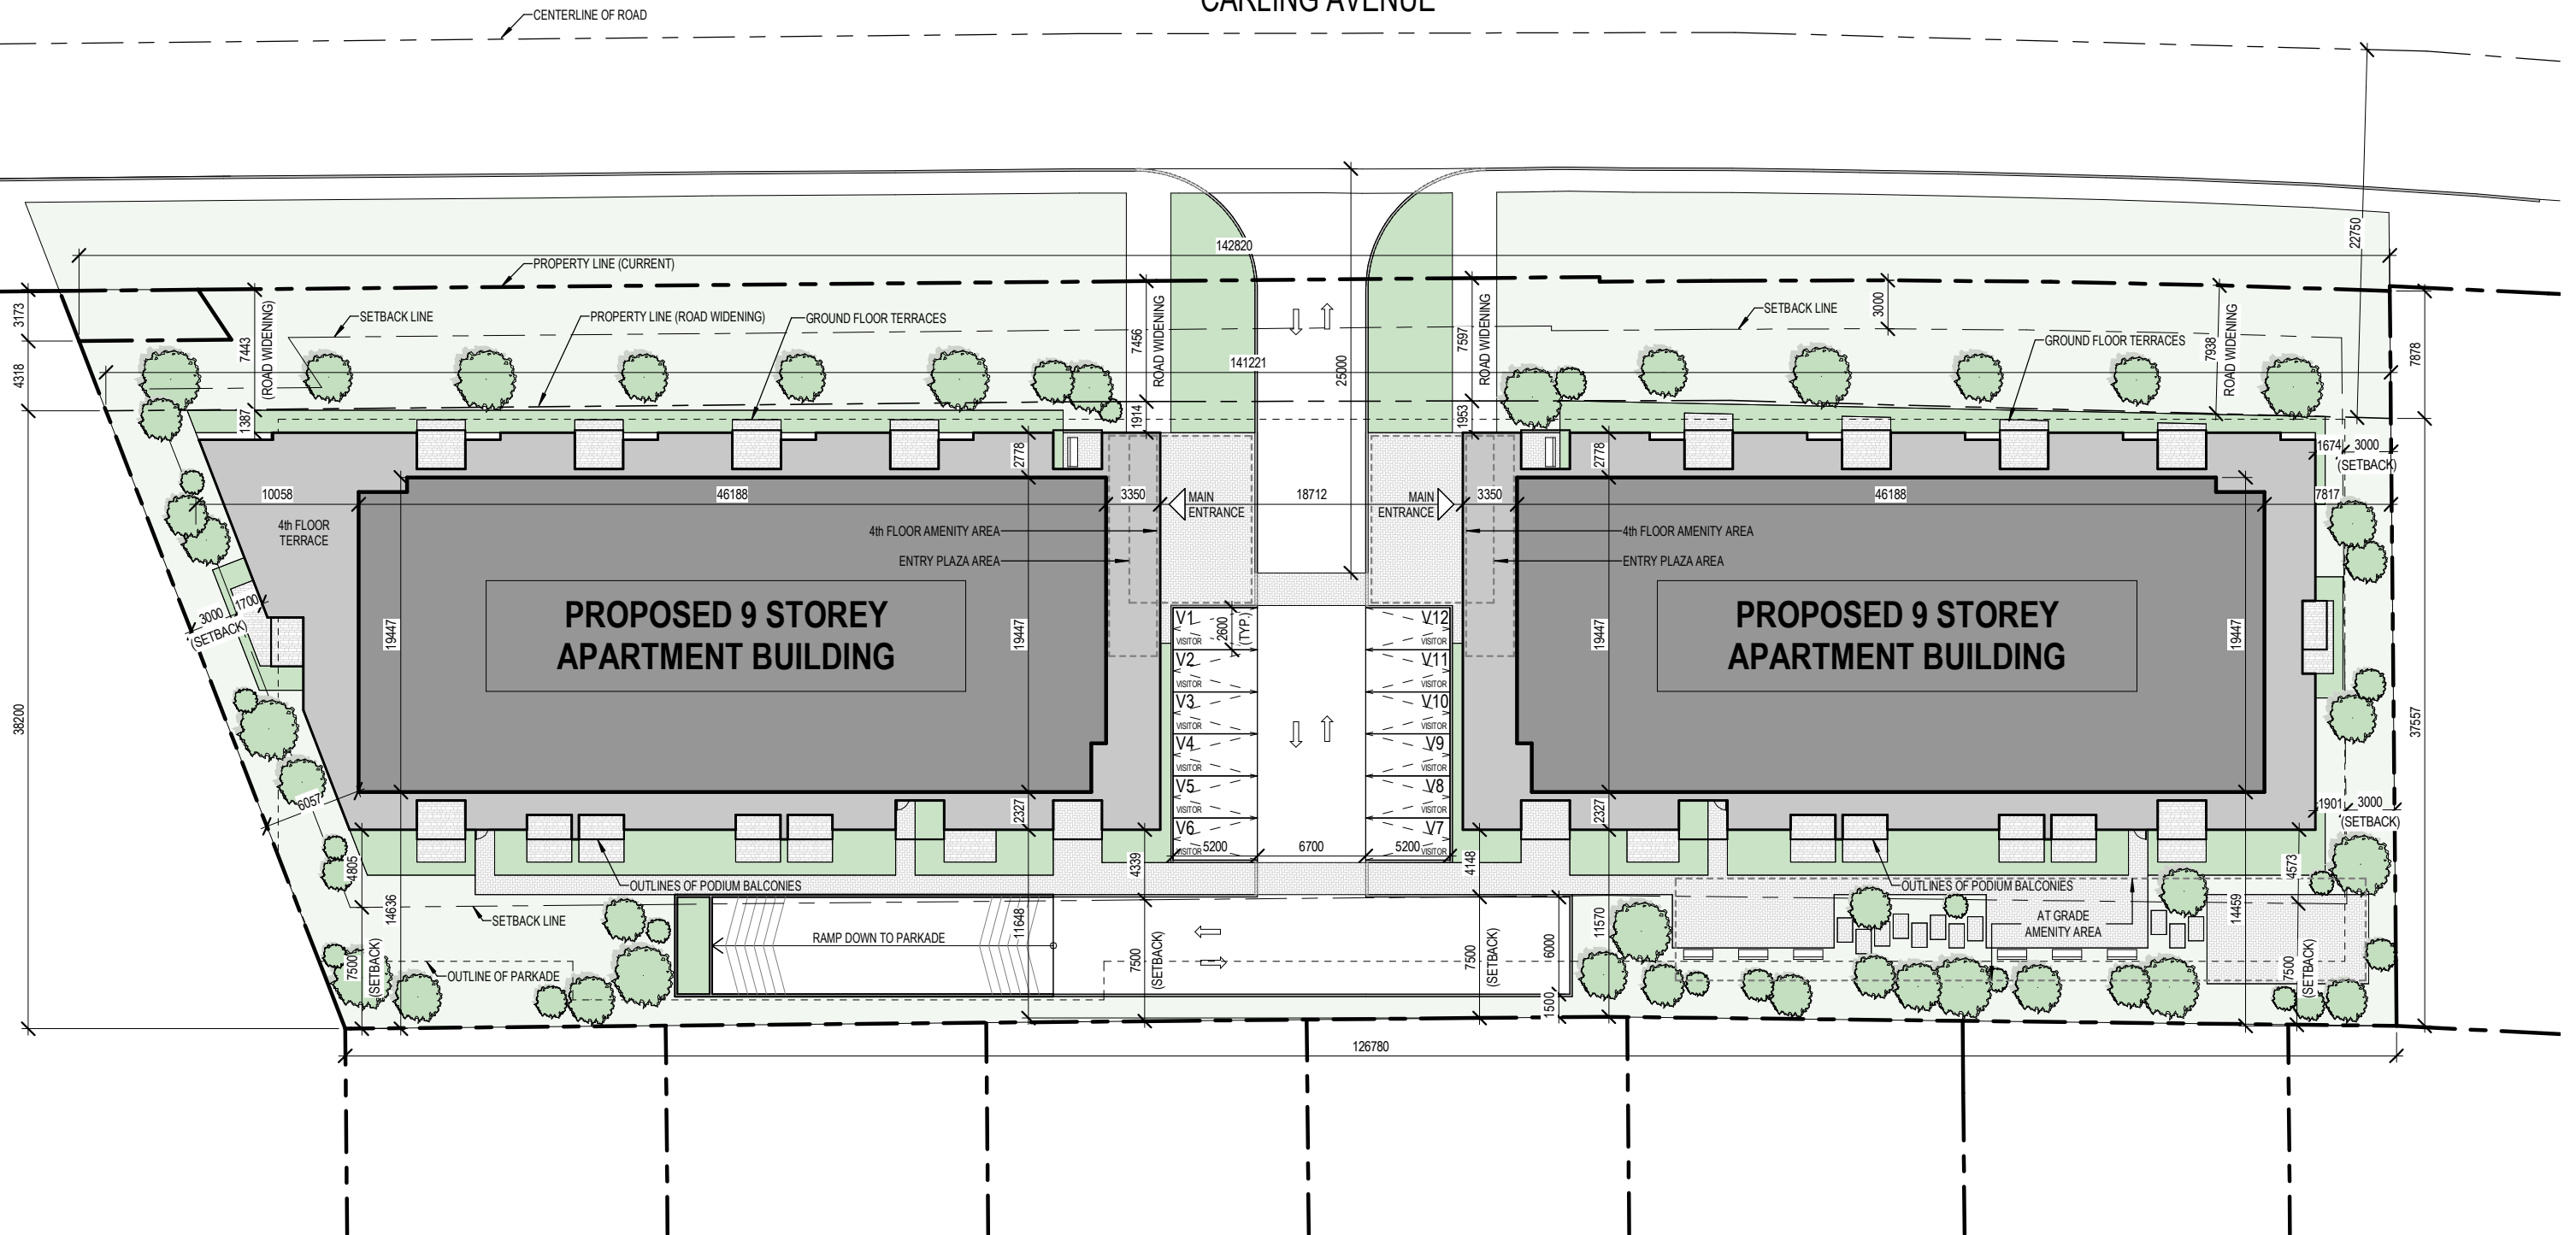 CARLING AVENUE
CENTERLINE OF ROAD
22750
142820
PROPERTY LINE (CURRENT)
3173
4318
7443
(ROAD WIDENING)
1387
SETBACK LINE
PROPERTY LINE (ROAD WIDENING)
GROUND FLOOR TERRACES
7456
ROAD WIDENING
1914
141221
25000
7597
ROAD WIDENING
1953
3000
SETBACK LINE
GROUND FLOOR TERRACES
7938
ROAD WIDENING
7878
2778
2778
1674
3000
(SETBACK)
10058
46188
3350
MAIN
ENTRANCE
18712
MAIN
ENTRANCE
3350
46188
7817
4th FLOOR
TERRACE
4th FLOOR AMENITY AREA
4th FLOOR AMENITY AREA
ENTRY PLAZA AREA
ENTRY PLAZA AREA
1700
3000
(SETBACK)
19447
PROPOSED 9 STOREY
APARTMENT BUILDING
19447
V1
VISITOR
2600
(TYP.)
V12
VISITOR
V2
VISITOR
V11
VISITOR
V3
VISITOR
V10
VISITOR
V4
VISITOR
V9
VISITOR
V5
VISITOR
V8
VISITOR
V6
VISITOR
V7
VISITOR
19447
PROPOSED 9 STOREY
APARTMENT BUILDING
19447
38200
37557
6057
2327
2327
1901
3000
(SETBACK)
5200
6700
5200
4805
14636
4339
4148
4573
14459
OUTLINES OF PODIUM BALCONIES
OUTLINES OF PODIUM BALCONIES
SETBACK LINE
11648
11570
AT GRADE
AMENITY AREA
RAMP DOWN TO PARKADE
7500
(SETBACK)
OUTLINE OF PARKADE
7500
(SETBACK)
7500
(SETBACK)
6000
1500
7500
(SETBACK)
126780